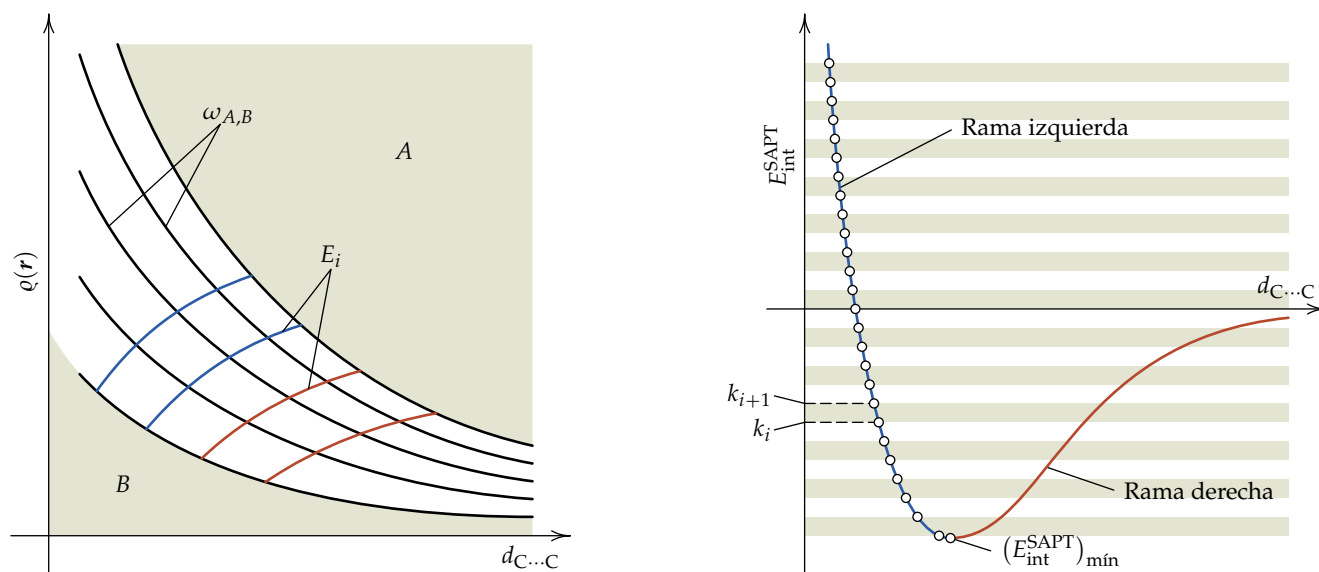 ω_{A,B}
A
E_i
ϱ(r)
B
d_{C···C}
E_{int}^{SAPT}
Rama izquierda
d_{C···C}
k_{i+1}
k_i
Rama derecha
(E_{int}^{SAPT})_{mín}